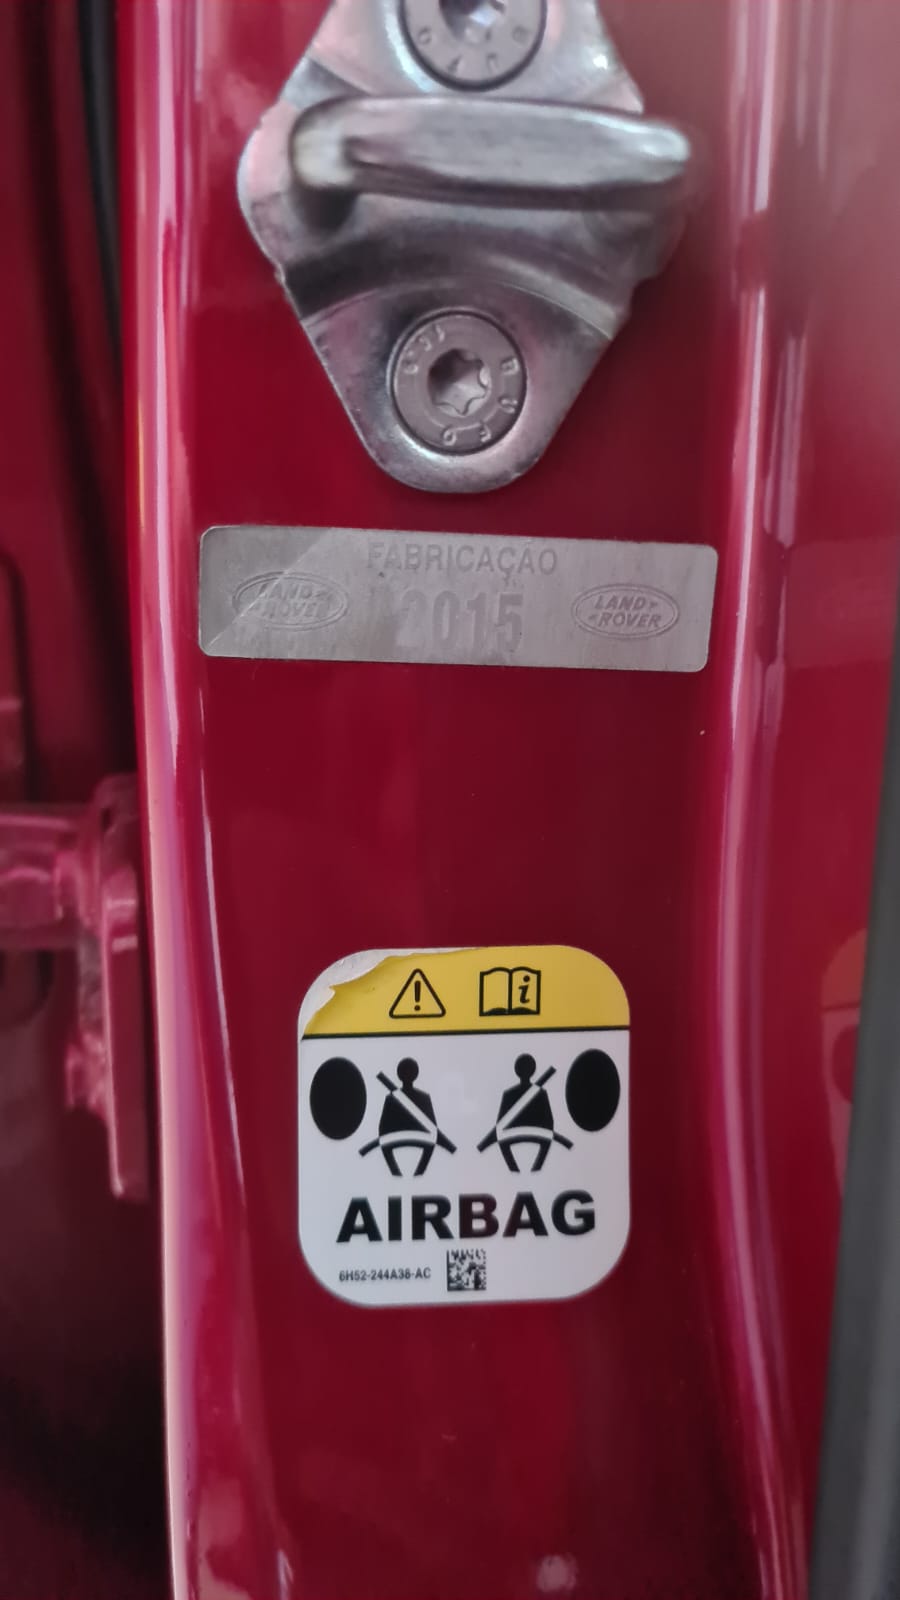 FABRICAÇÃO
LAND ROVER
2015
LAND ROVER
AIRBAG
6H52-244A38-AC